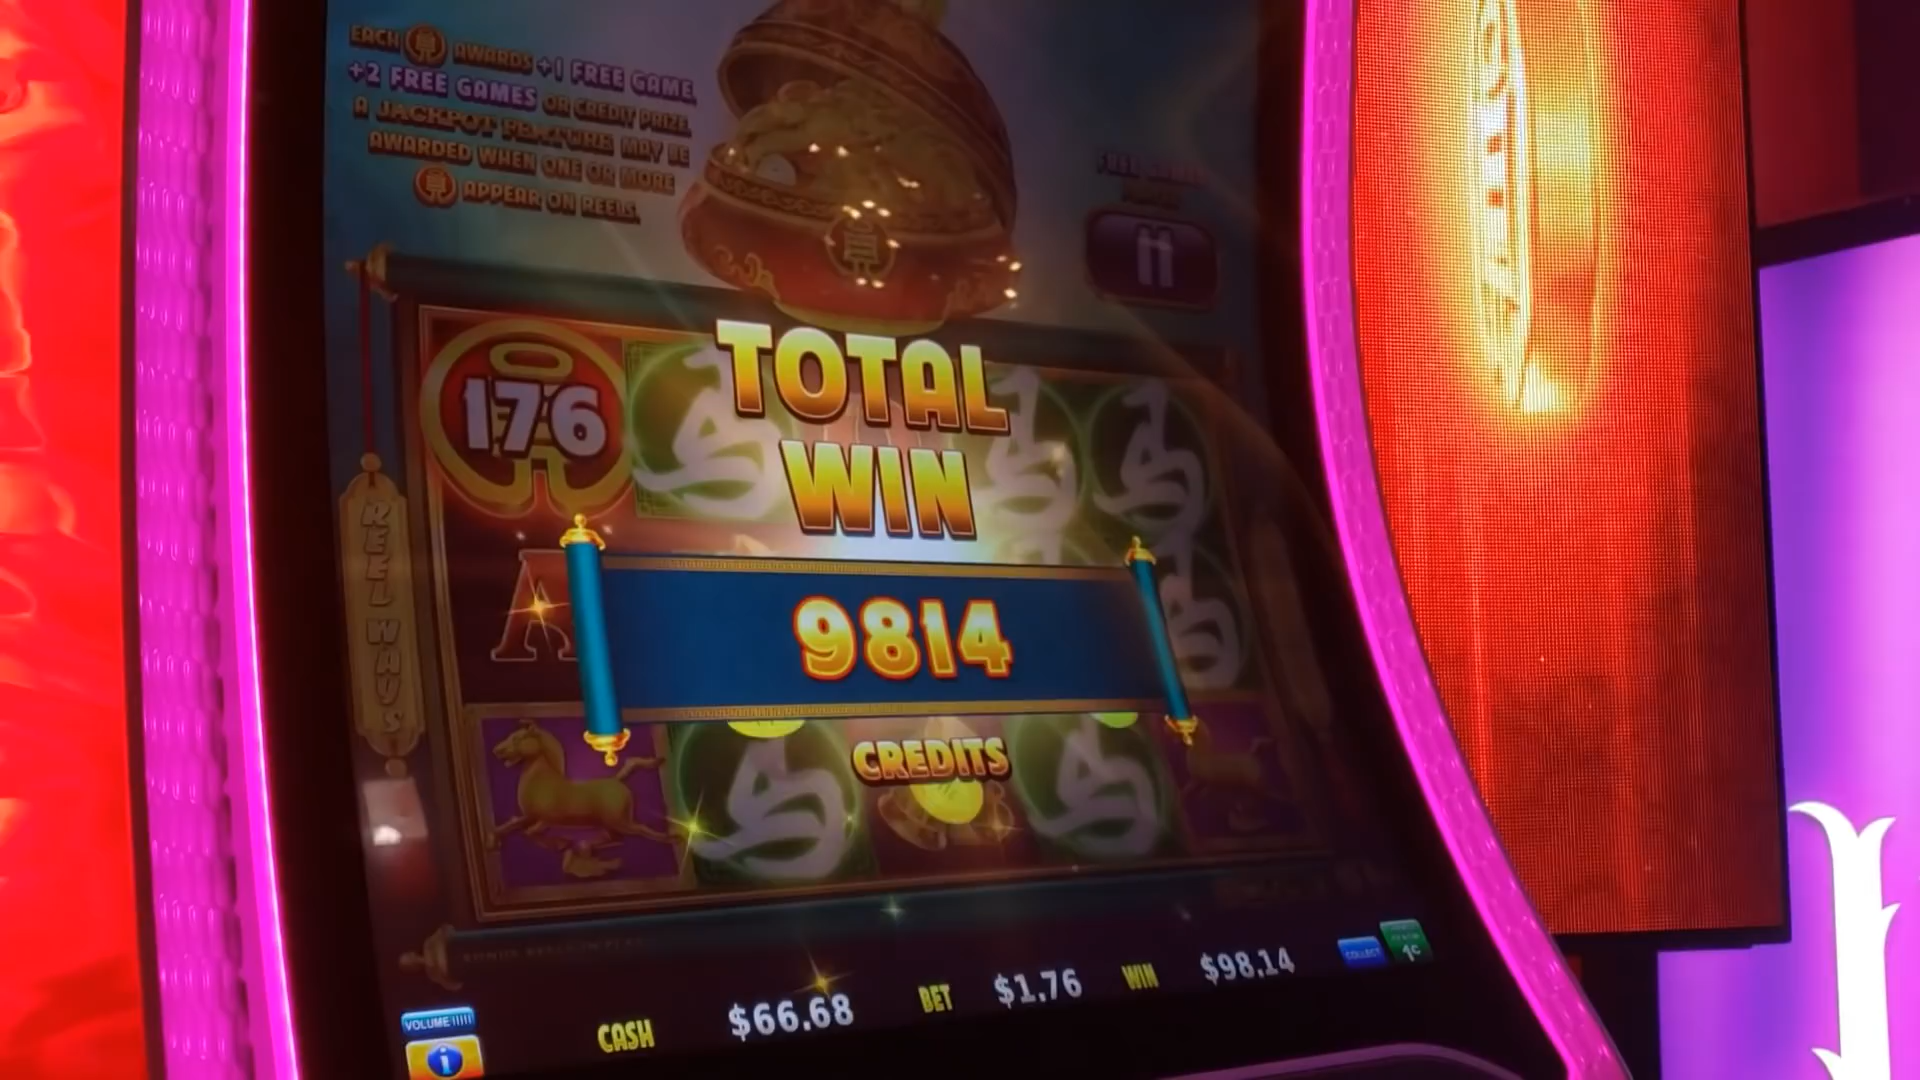 EACH AWARDS +1 FREE GAME,
+2 FREE GAMES OR CREDIT PRIZE.
A JACKPOT FEATURE MAY BE
AWARDED WHEN ONE OR MORE
APPEAR ON REELS.
FREE GAMES
11
176
TOTAL
WIN
9814
CREDITS
REEL WAYS
A
VOLUME
i
CASH
$66.68
BET
$1.76
WIN
$98.14
COLLECT
1¢